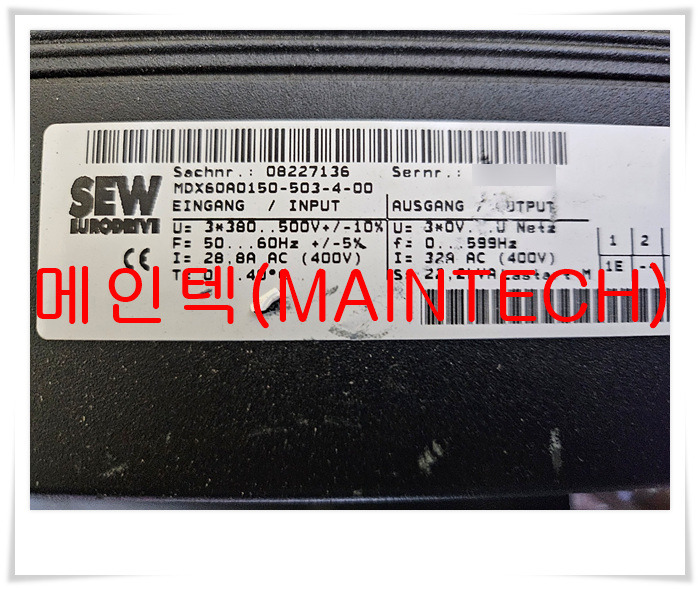 Sachnr.: 08227136 Sernr.:
MDX60A0150-503-4-00
SEW
EURODRIVE
EINGANG / INPUT AUSGANG / OUTPUT
U= 3*380...500V+/-10% U= 3*0V...U Netz
F= 50...60Hz +/-5% f= 0...599Hz
I= 28,8A AC (400V) I= 32A AC (400V)
1 2
1E --
메인텍(MAINTECH)